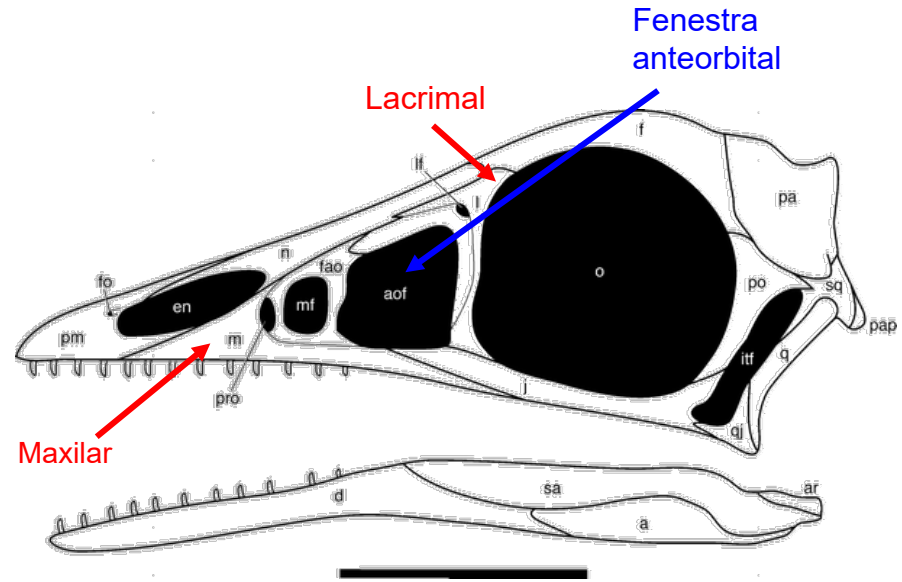 Fenestra
anteorbital
Lacrimal
f
lf
l
pa
n
fao
fo
en
mf
aof
o
po
sq
pap
pm
m
itf
q
j
pro
qj
Maxilar
d
sa
ar
a